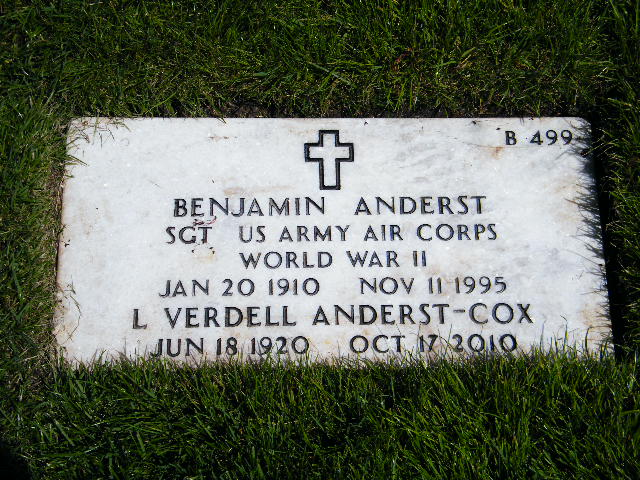 B 499
BENJAMIN ANDERST
SGT US ARMY AIR CORPS
WORLD WAR II
JAN 20 1910 NOV 11 1995
L VERDELL ANDERST-COX
JUN 18 1920 OCT 17 2010